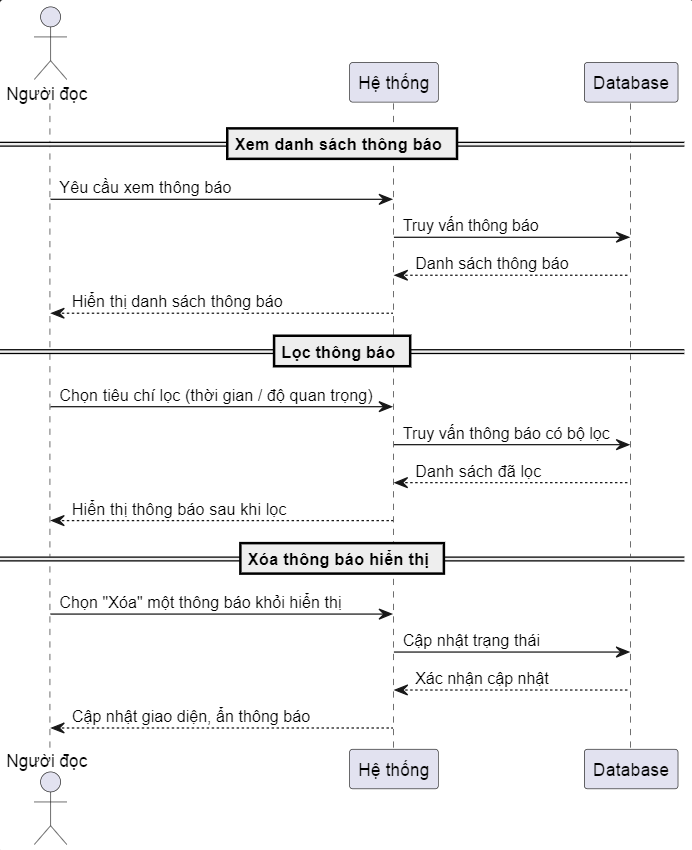 Người đọc
Hệ thống
Database
Xem danh sách thông báo
Yêu cầu xem thông báo
Truy vấn thông báo
Danh sách thông báo
Hiển thị danh sách thông báo
Lọc thông báo
Chọn tiêu chí lọc (thời gian / độ quan trọng)
Truy vấn thông báo có bộ lọc
Danh sách đã lọc
Hiển thị thông báo sau khi lọc
Xóa thông báo hiển thị
Chọn "Xóa" một thông báo khỏi hiển thị
Cập nhật trạng thái
Xác nhận cập nhật
Cập nhật giao diện, ẩn thông báo
Người đọc
Hệ thống
Database